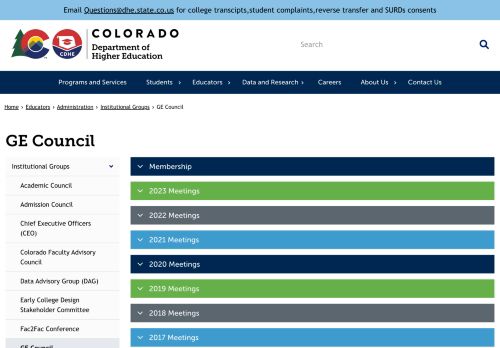 Email Questions@dhe.state.co.us for college transcipts,student complaints,reverse transfer and SURDs consents
COLORADO
Department of
Higher Education
CDHE
Search
Programs and Services Students Educators Data and Research Careers About Us Contact Us
Home > Educators > Administration > Institutional Groups > GE Council
GE Council
Institutional Groups
Academic Council
Admission Council
Chief Executive Officers
(CEO)
Colorado Faculty Advisory
Council
Data Advisory Group (DAG)
Early College Design
Stakeholder Committee
Fac2Fac Conference
GE Council
Membership
2023 Meetings
2022 Meetings
2021 Meetings
2020 Meetings
2019 Meetings
2018 Meetings
2017 Meetings